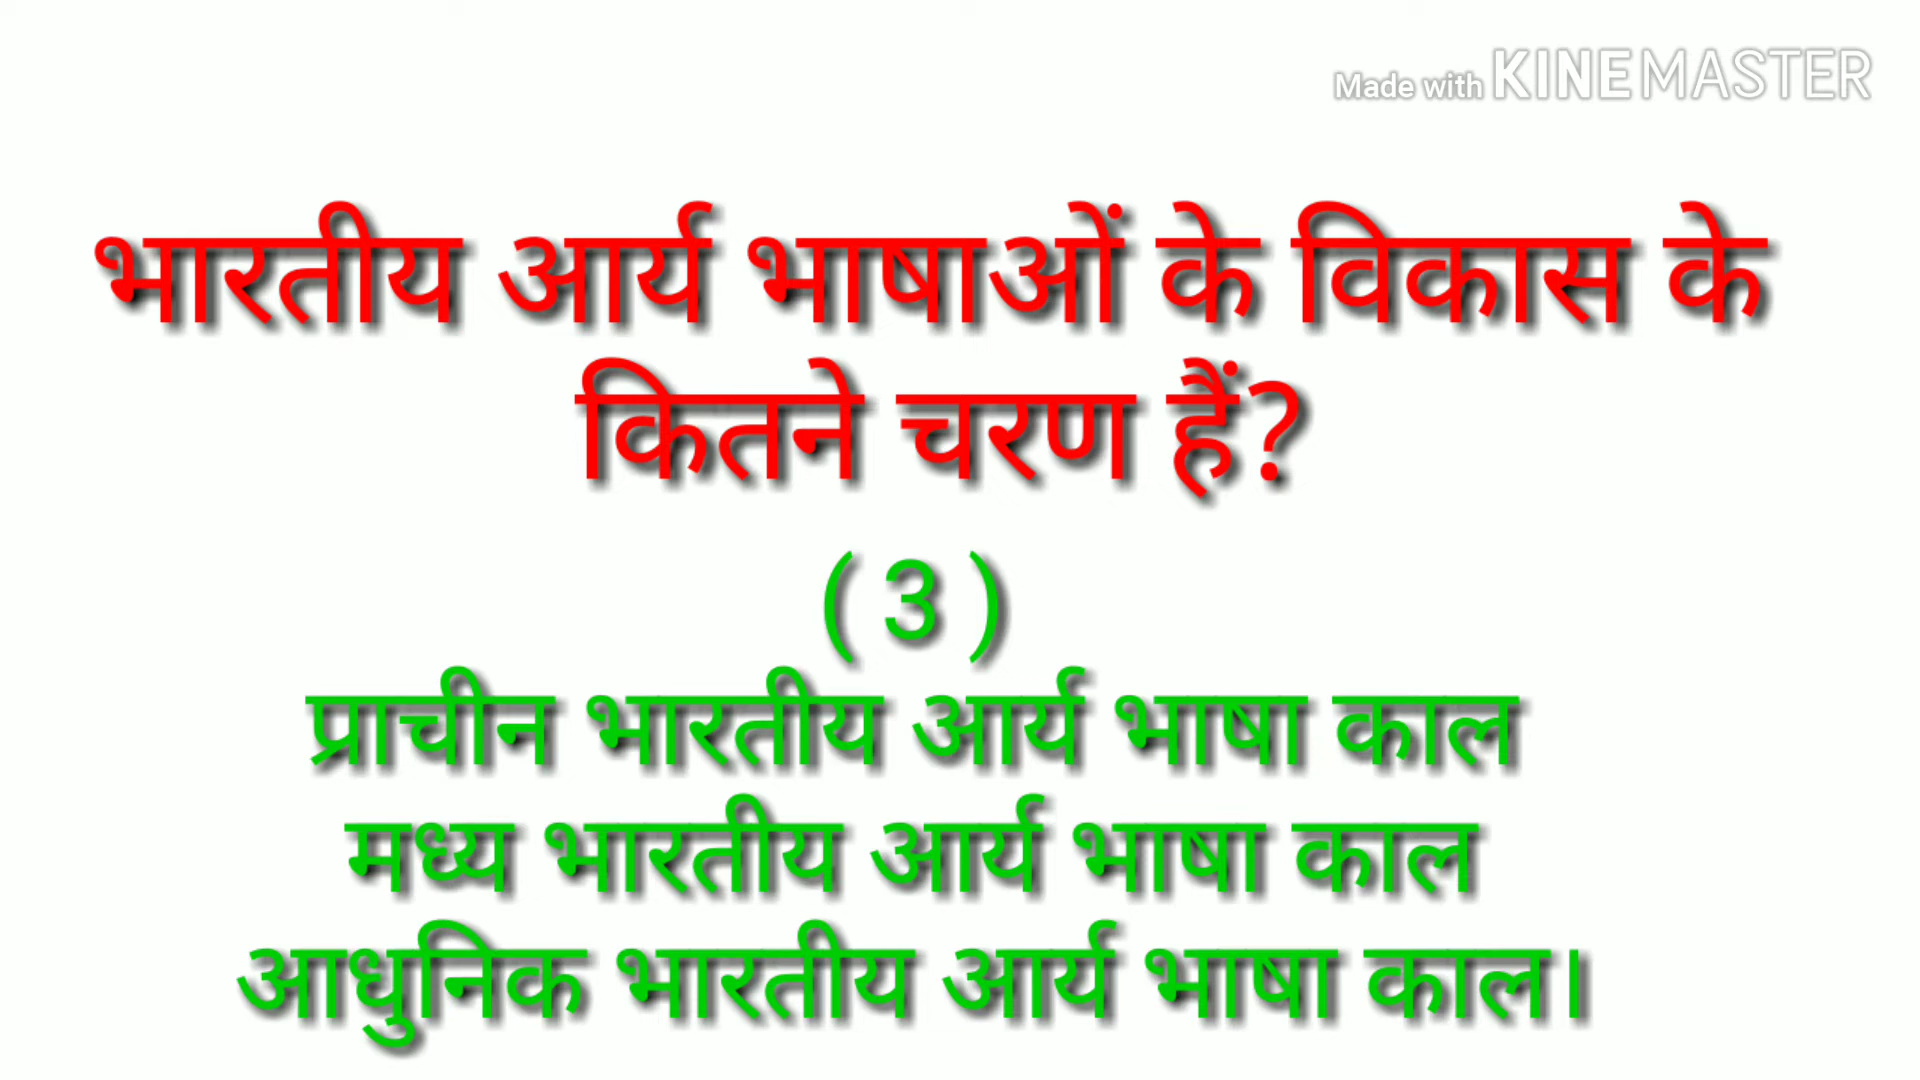 Made with KINEMASTER
भारतीय आर्य भाषाओं के विकास के
कितने चरण हैं?
( 3 )
प्राचीन भारतीय आर्य भाषा काल
मध्य भारतीय आर्य भाषा काल
आधुनिक भारतीय आर्य भाषा काल।